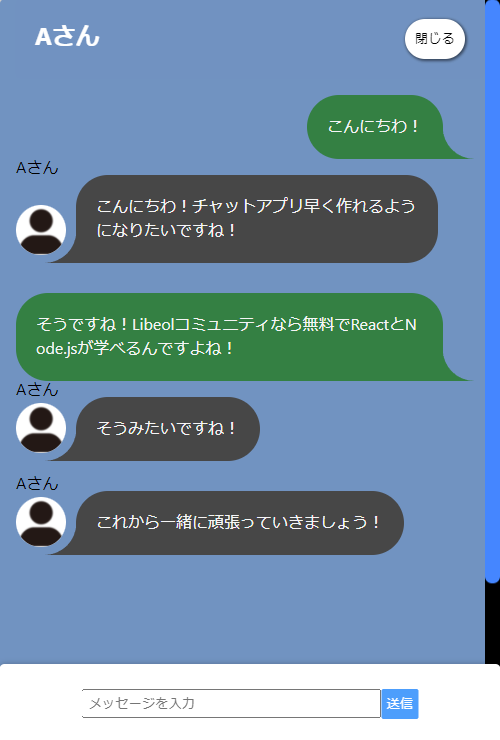 Aさん
閉じる
こんにちわ！
Aさん
こんにちわ！チャットアプリ早く作れるよう
になりたいですね！
そうですね！Libeolコミュニティなら無料でReactとN
ode.jsが学べるんですよね！
Aさん
そうみたいですね！
Aさん
これから一緒に頑張っていきましょう！
メッセージを入力
送信